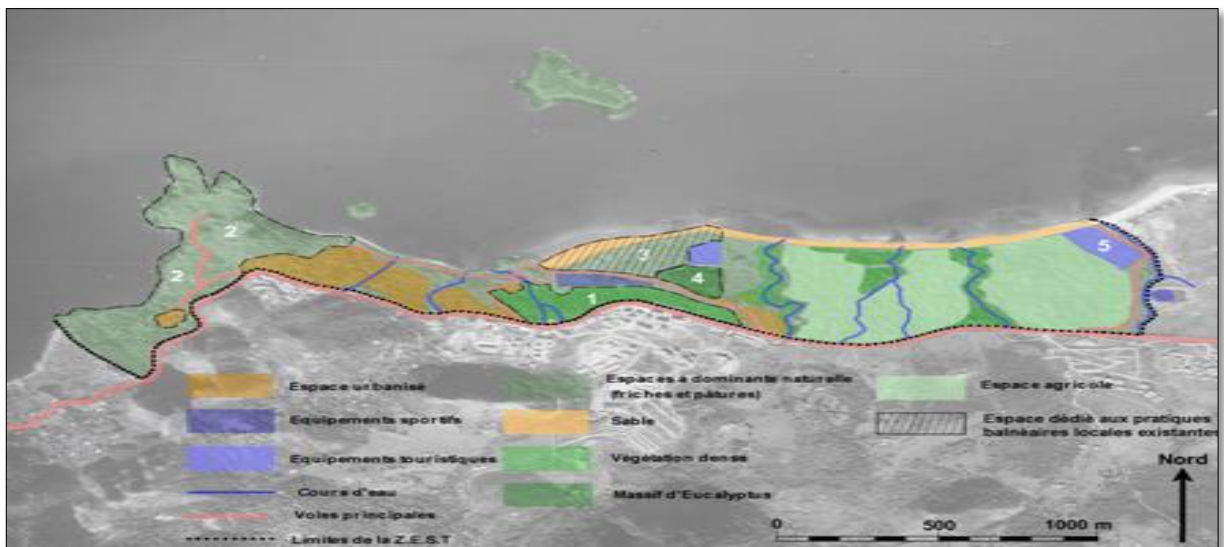 2
2
3
4
5
1
Espace urbanisé
Equipements sportifs
Equipements touristiques
Cours d'eau
Voies principales
Limites de la Z.E.S.T
Espaces à dominante naturelle
(friches et pâtures)
Sable
Végétation dense
Massif d'Eucalyptus
Espace agricole
Espace dédié aux pratiques
balnéaires locales existantes
Nord
0 500 1000 m